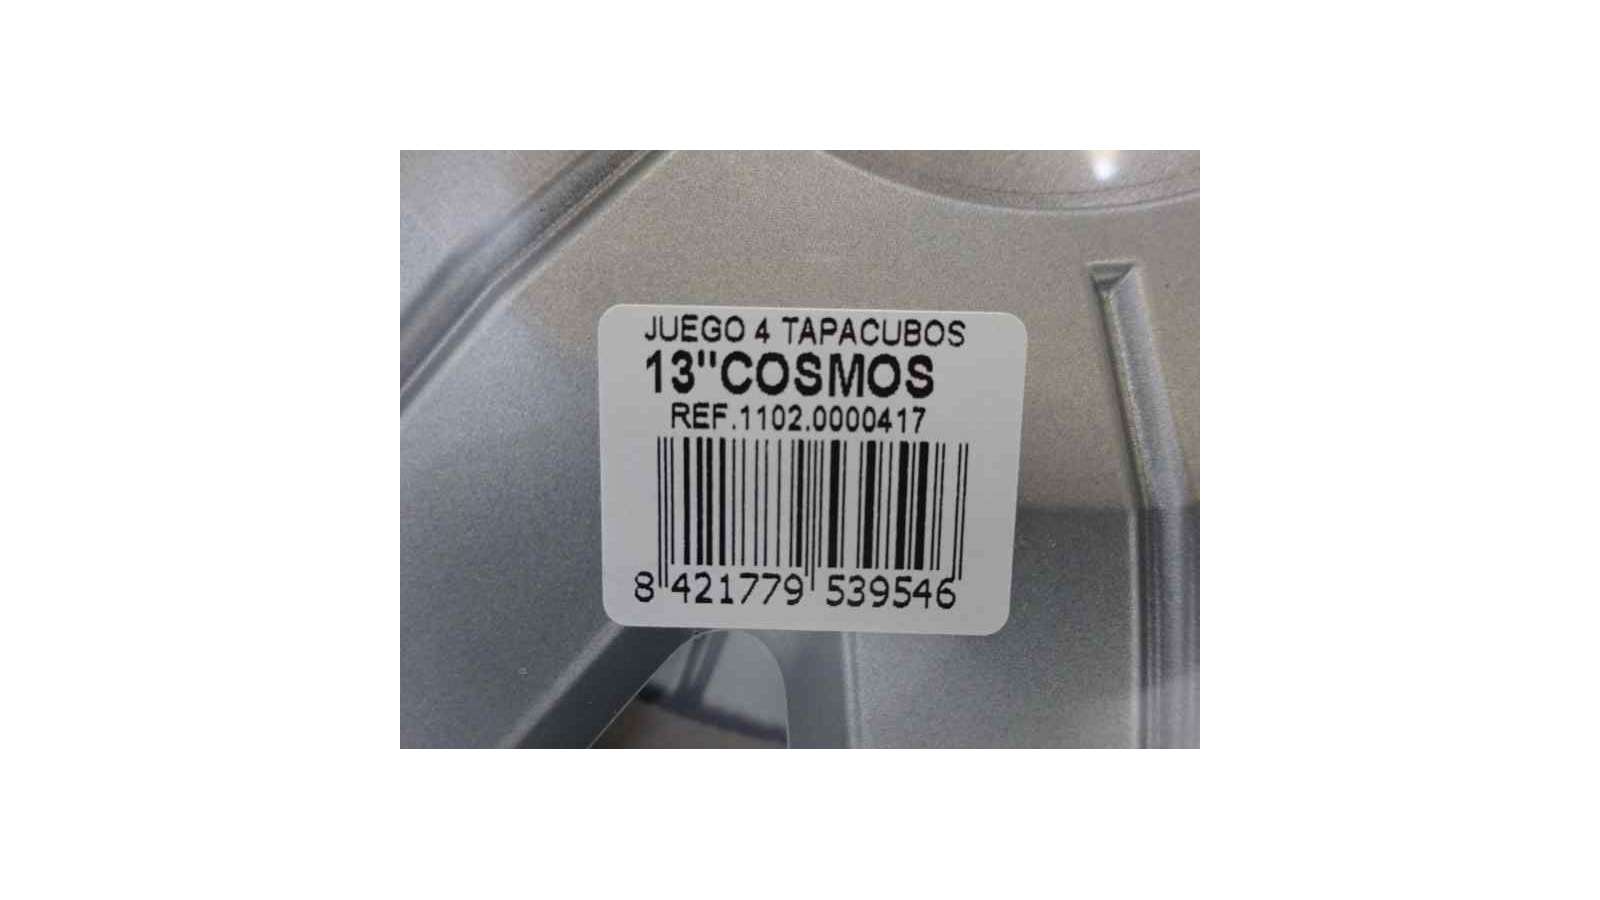 JUEGO 4 TAPACUBOS
13"COSMOS
REF.1102.0000417
8 421779 539546